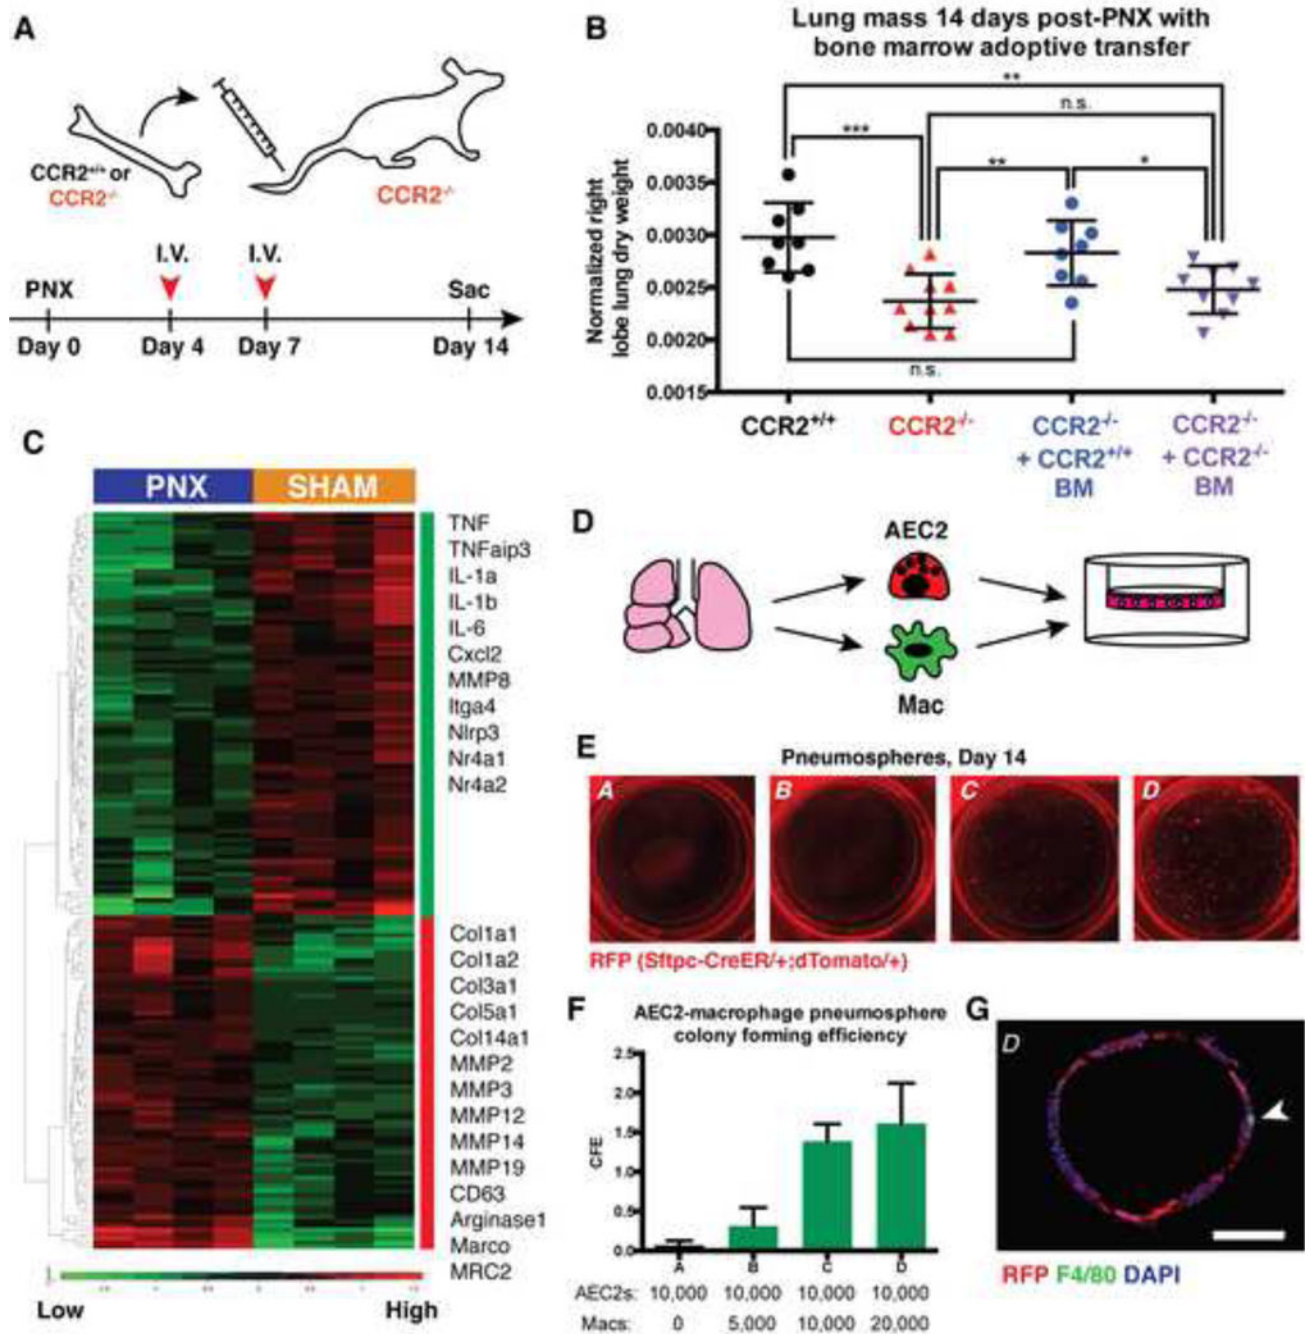 A
CCR2+/+ or
CCR2-/-
CCR2-/-
I.V.
I.V.
PNX
Sac
Day 0
Day 4
Day 7
Day 14
B
Lung mass 14 days post-PNX with
bone marrow adoptive transfer
**
n.s.
***
**
*
Normalized right
lobe lung dry weight
0.0040
0.0035
0.0030
0.0025
0.0020
0.0015
n.s.
CCR2+/+
CCR2-/-
CCR2-/-
+ CCR2+/+
BM
CCR2-/-
+ CCR2-/-
BM
C
PNX
SHAM
TNF
TNFaip3
IL-1a
IL-1b
IL-6
Cxcl2
MMP8
Itga4
Nlrp3
Nr4a1
Nr4a2
Col1a1
Col1a2
Col3a1
Col5a1
Col14a1
MMP2
MMP3
MMP12
MMP14
MMP19
CD63
Arginase1
Marco
MRC2
Low
High
D
AEC2
Mac
E
Pneumospheres, Day 14
A
B
C
D
RFP (Sftpc-CreER/+;dTomato/+)
F
AEC2-macrophage pneumosphere
colony forming efficiency
CFE
2.5
2.0
1.5
1.0
0.5
0.0
A
B
C
D
AEC2s: 10,000 10,000 10,000 10,000
Macs: 0 5,000 10,000 20,000
G
D
RFP F4/80 DAPI